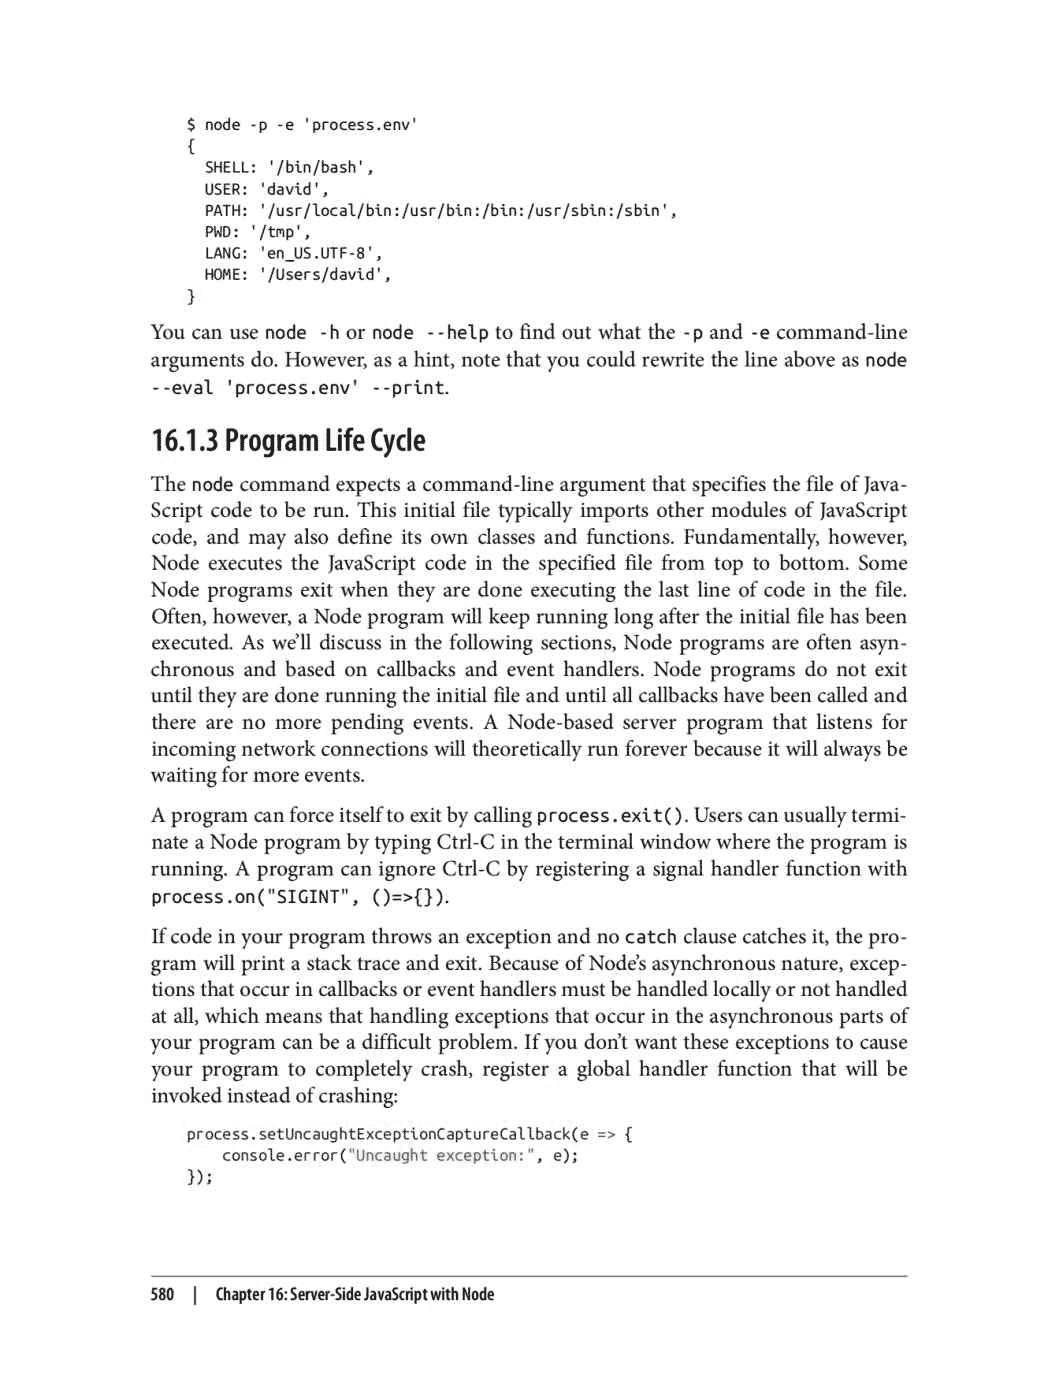 $ node -p -e 'process.env'
{
  SHELL: '/bin/bash',
  USER: 'david',
  PATH: '/usr/local/bin:/usr/bin:/bin:/usr/sbin:/sbin',
  PWD: '/tmp',
  LANG: 'en_US.UTF-8',
  HOME: '/Users/david',
}
You can use node -h or node --help to find out what the -p and -e command-line
arguments do. However, as a hint, note that you could rewrite the line above as node
--eval 'process.env' --print.
16.1.3 Program Life Cycle
The node command expects a command-line argument that specifies the file of Java-
Script code to be run. This initial file typically imports other modules of JavaScript
code, and may also define its own classes and functions. Fundamentally, however,
Node executes the JavaScript code in the specified file from top to bottom. Some
Node programs exit when they are done executing the last line of code in the file.
Often, however, a Node program will keep running long after the initial file has been
executed. As we’ll discuss in the following sections, Node programs are often asyn-
chronous and based on callbacks and event handlers. Node programs do not exit
until they are done running the initial file and until all callbacks have been called and
there are no more pending events. A Node-based server program that listens for
incoming network connections will theoretically run forever because it will always be
waiting for more events.
A program can force itself to exit by calling process.exit(). Users can usually termi-
nate a Node program by typing Ctrl-C in the terminal window where the program is
running. A program can ignore Ctrl-C by registering a signal handler function with
process.on("SIGINT", ()=>{}).
If code in your program throws an exception and no catch clause catches it, the pro-
gram will print a stack trace and exit. Because of Node’s asynchronous nature, excep-
tions that occur in callbacks or event handlers must be handled locally or not handled
at all, which means that handling exceptions that occur in the asynchronous parts of
your program can be a difficult problem. If you don’t want these exceptions to cause
your program to completely crash, register a global handler function that will be
invoked instead of crashing:
process.setUncaughtExceptionCaptureCallback(e => {
    console.error("Uncaught exception:", e);
});
580 | Chapter 16: Server-Side JavaScript with Node